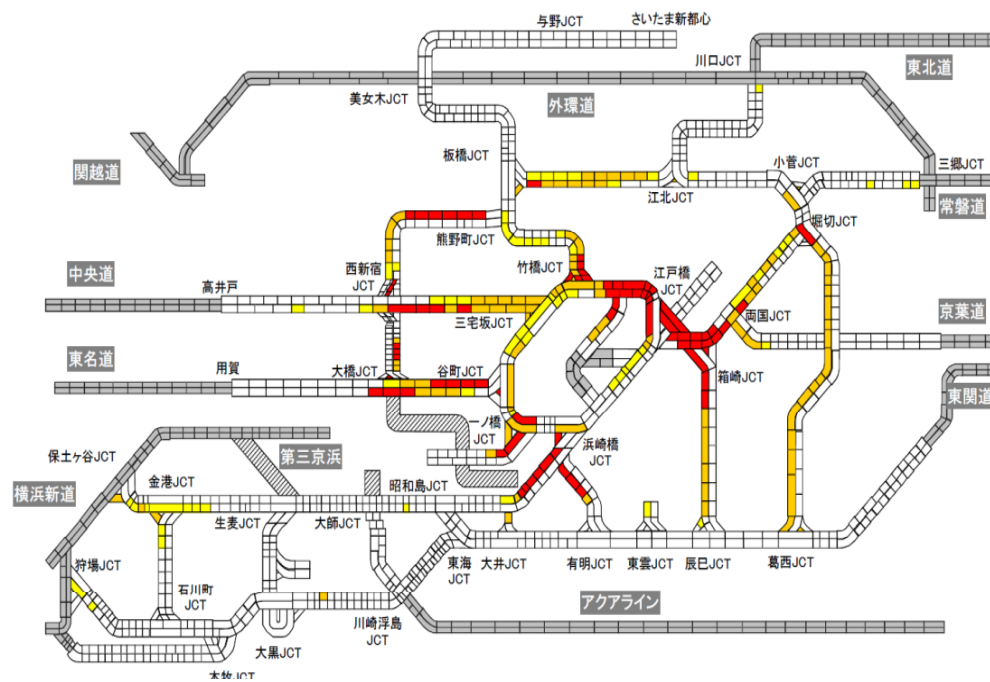 与野JCT
さいたま新都心
川口JCT
東北道
美女木JCT
外環道
関越道
板橋JCT
小菅JCT
三郷JCT
江北JCT
常磐道
堀切JCT
熊野町JCT
中央道
高井戸
西新宿
JCT
竹橋JCT
江戸橋
JCT
三宅坂JCT
両国JCT
京葉道
東名道
用賀
大橋JCT
谷町JCT
箱崎JCT
東関道
一ノ橋
JCT
浜崎橋
JCT
保土ヶ谷JCT
第三京浜
横浜新道
金港JCT
昭和島JCT
生麦JCT
大師JCT
狩場JCT
石川町
JCT
東海
JCT
大井JCT
有明JCT
東雲JCT
辰巳JCT
葛西JCT
川崎浮島
JCT
アクアライン
大黒JCT
本牧JCT